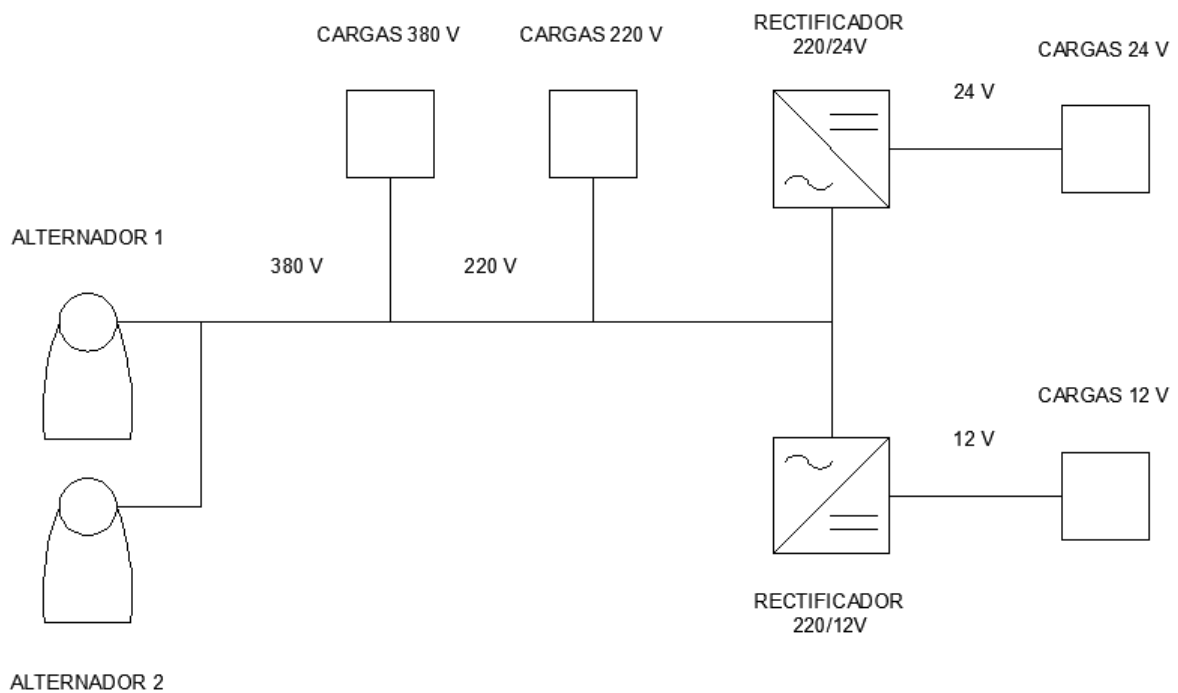 CARGAS 380 V
CARGAS 220 V
RECTIFICADOR
220/24V
CARGAS 24 V
24 V
ALTERNADOR 1
380 V
220 V
CARGAS 12 V
12 V
RECTIFICADOR
220/12V
ALTERNADOR 2